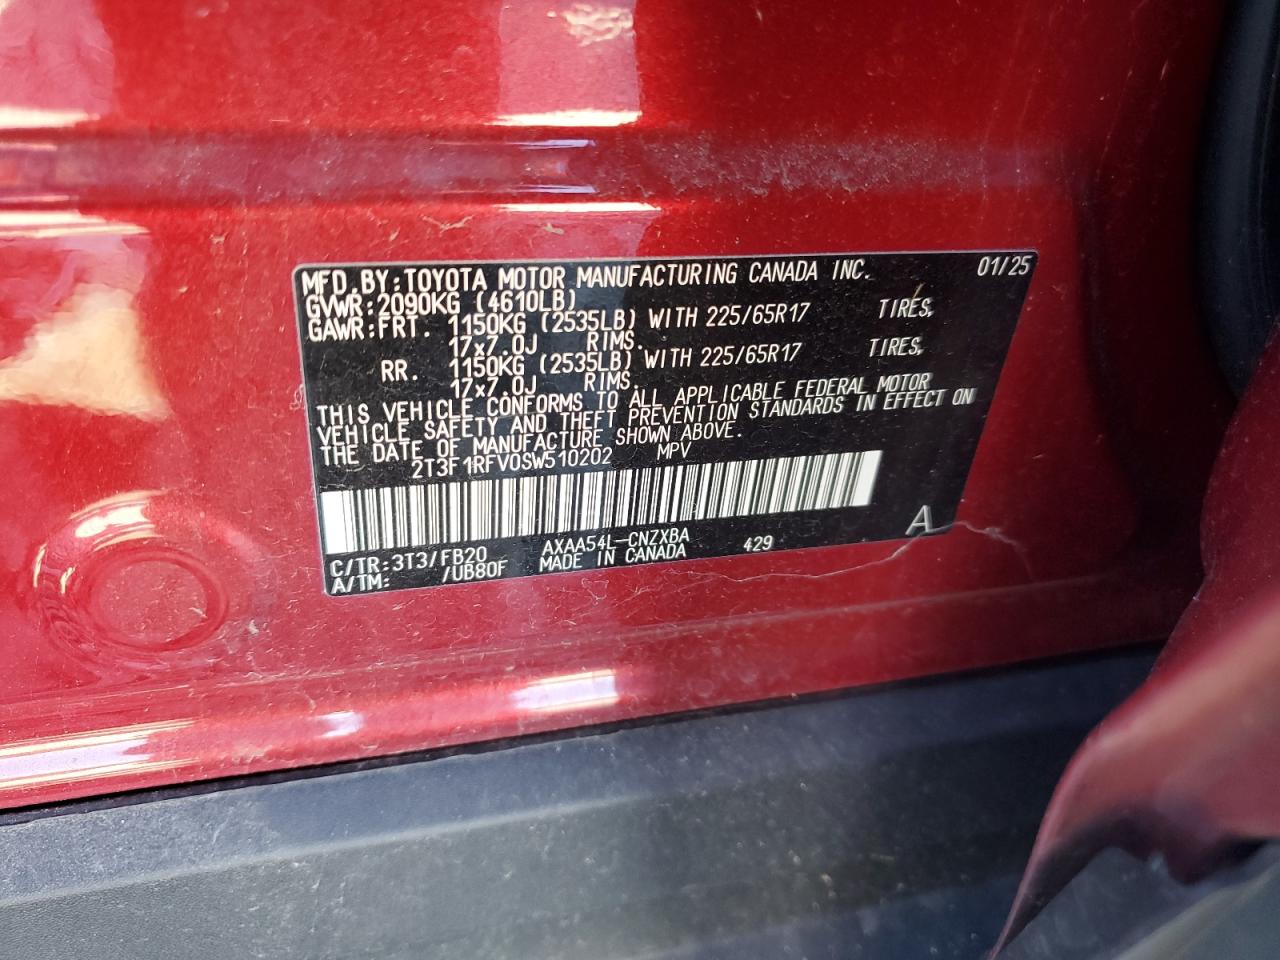 MFD.BY:TOYOTA MOTOR MANUFACTURING CANADA INC. 01/25
GVWR:2090KG (4610LB)
GAWR:FRT. 1150KG (2535LB) WITH 225/65R17 TIRES,
17x7.0J RIMS.
RR. 1150KG (2535LB) WITH 225/65R17 TIRES,
17x7.0J RIMS.
THIS VEHICLE CONFORMS TO ALL APPLICABLE FEDERAL MOTOR
VEHICLE SAFETY AND THEFT PREVENTION STANDARDS IN EFFECT ON
THE DATE OF MANUFACTURE SHOWN ABOVE.
2T3F1RFV0SW510202 MPV
A
C/TR:3T3/FB20 AXAA54L-CNZXBA 429
A/TM: /UB80F MADE IN CANADA